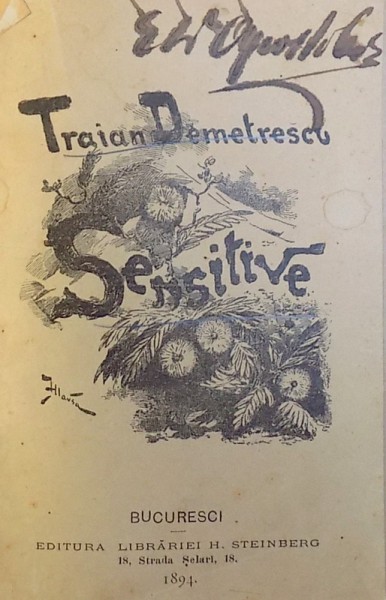 Traian Demetrescu
Sensitive
BUCURESCI
EDITURA LIBRĂRIEI H. STEINBERG
18, Strada Șelari, 18.
1894.